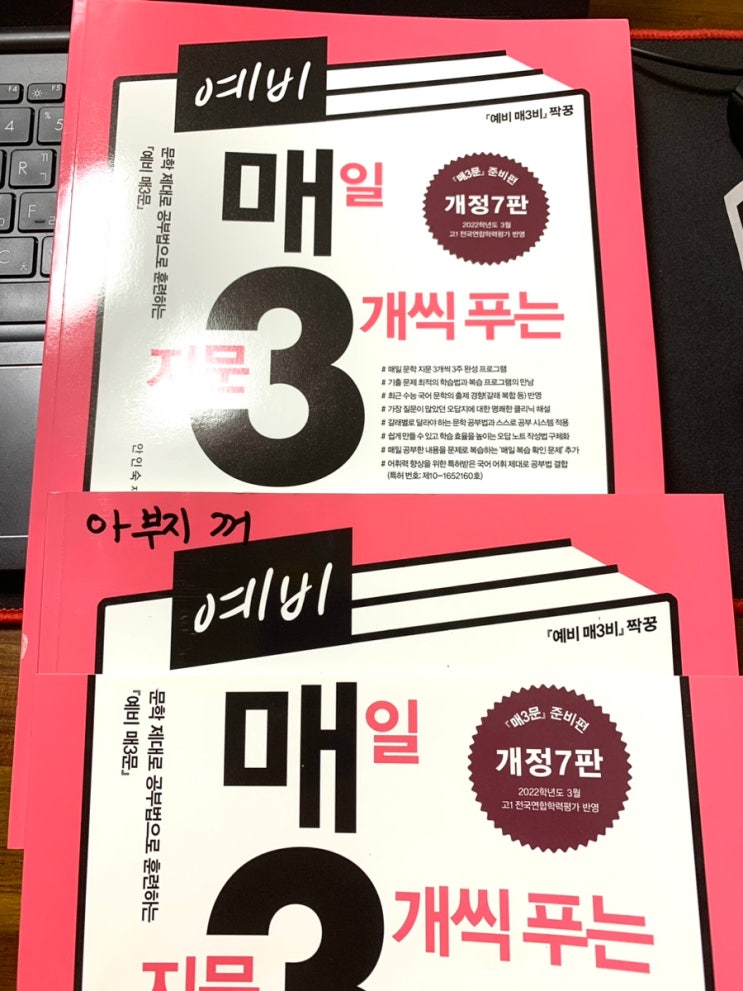 예비
『예비 매3비』 짝꿍
문학 제대로 공부법으로 훈련하는
『예비 매3문』
매일
『매3문』 준비편
개정7판
2022학년도 3월
고1 전국연합학력평가 반영
3
개씩 푸는
지문
# 매일 문학 지문 3개씩 3주 완성 프로그램
# 기출 문제 최적의 학습법과 복습 프로그램의 만남
# 최근 수능 국어 문학의 출제 경향(갈래 복합 등) 반영
# 가장 질문이 많았던 오답지에 대한 명쾌한 클리닉 해설
# 갈래별로 달라야 하는 문학 공부법과 스스로 공부 시스템 적용
# 쉽게 만들 수 있고 학습 효율을 높이는 오답 노트 작성법 구체화
# 매일 공부한 내용을 문제로 복습하는 '매일 복습 확인 문제' 추가
# 어휘력 향상을 위한 특허받은 국어 어휘 제대로 공부법 결합
(특허 번호: 제10-1652160호)
안인숙
아부지 꺼
예비
『예비 매3비』 짝꿍
문학 제대로 공부법으로 훈련하는
『예비 매3문』
매일
『매3문』 준비편
개정7판
2022학년도 3월
고1 전국연합학력평가 반영
3
개씩 푸는
지문
F4
F5
4
5
R
ㄱ
F